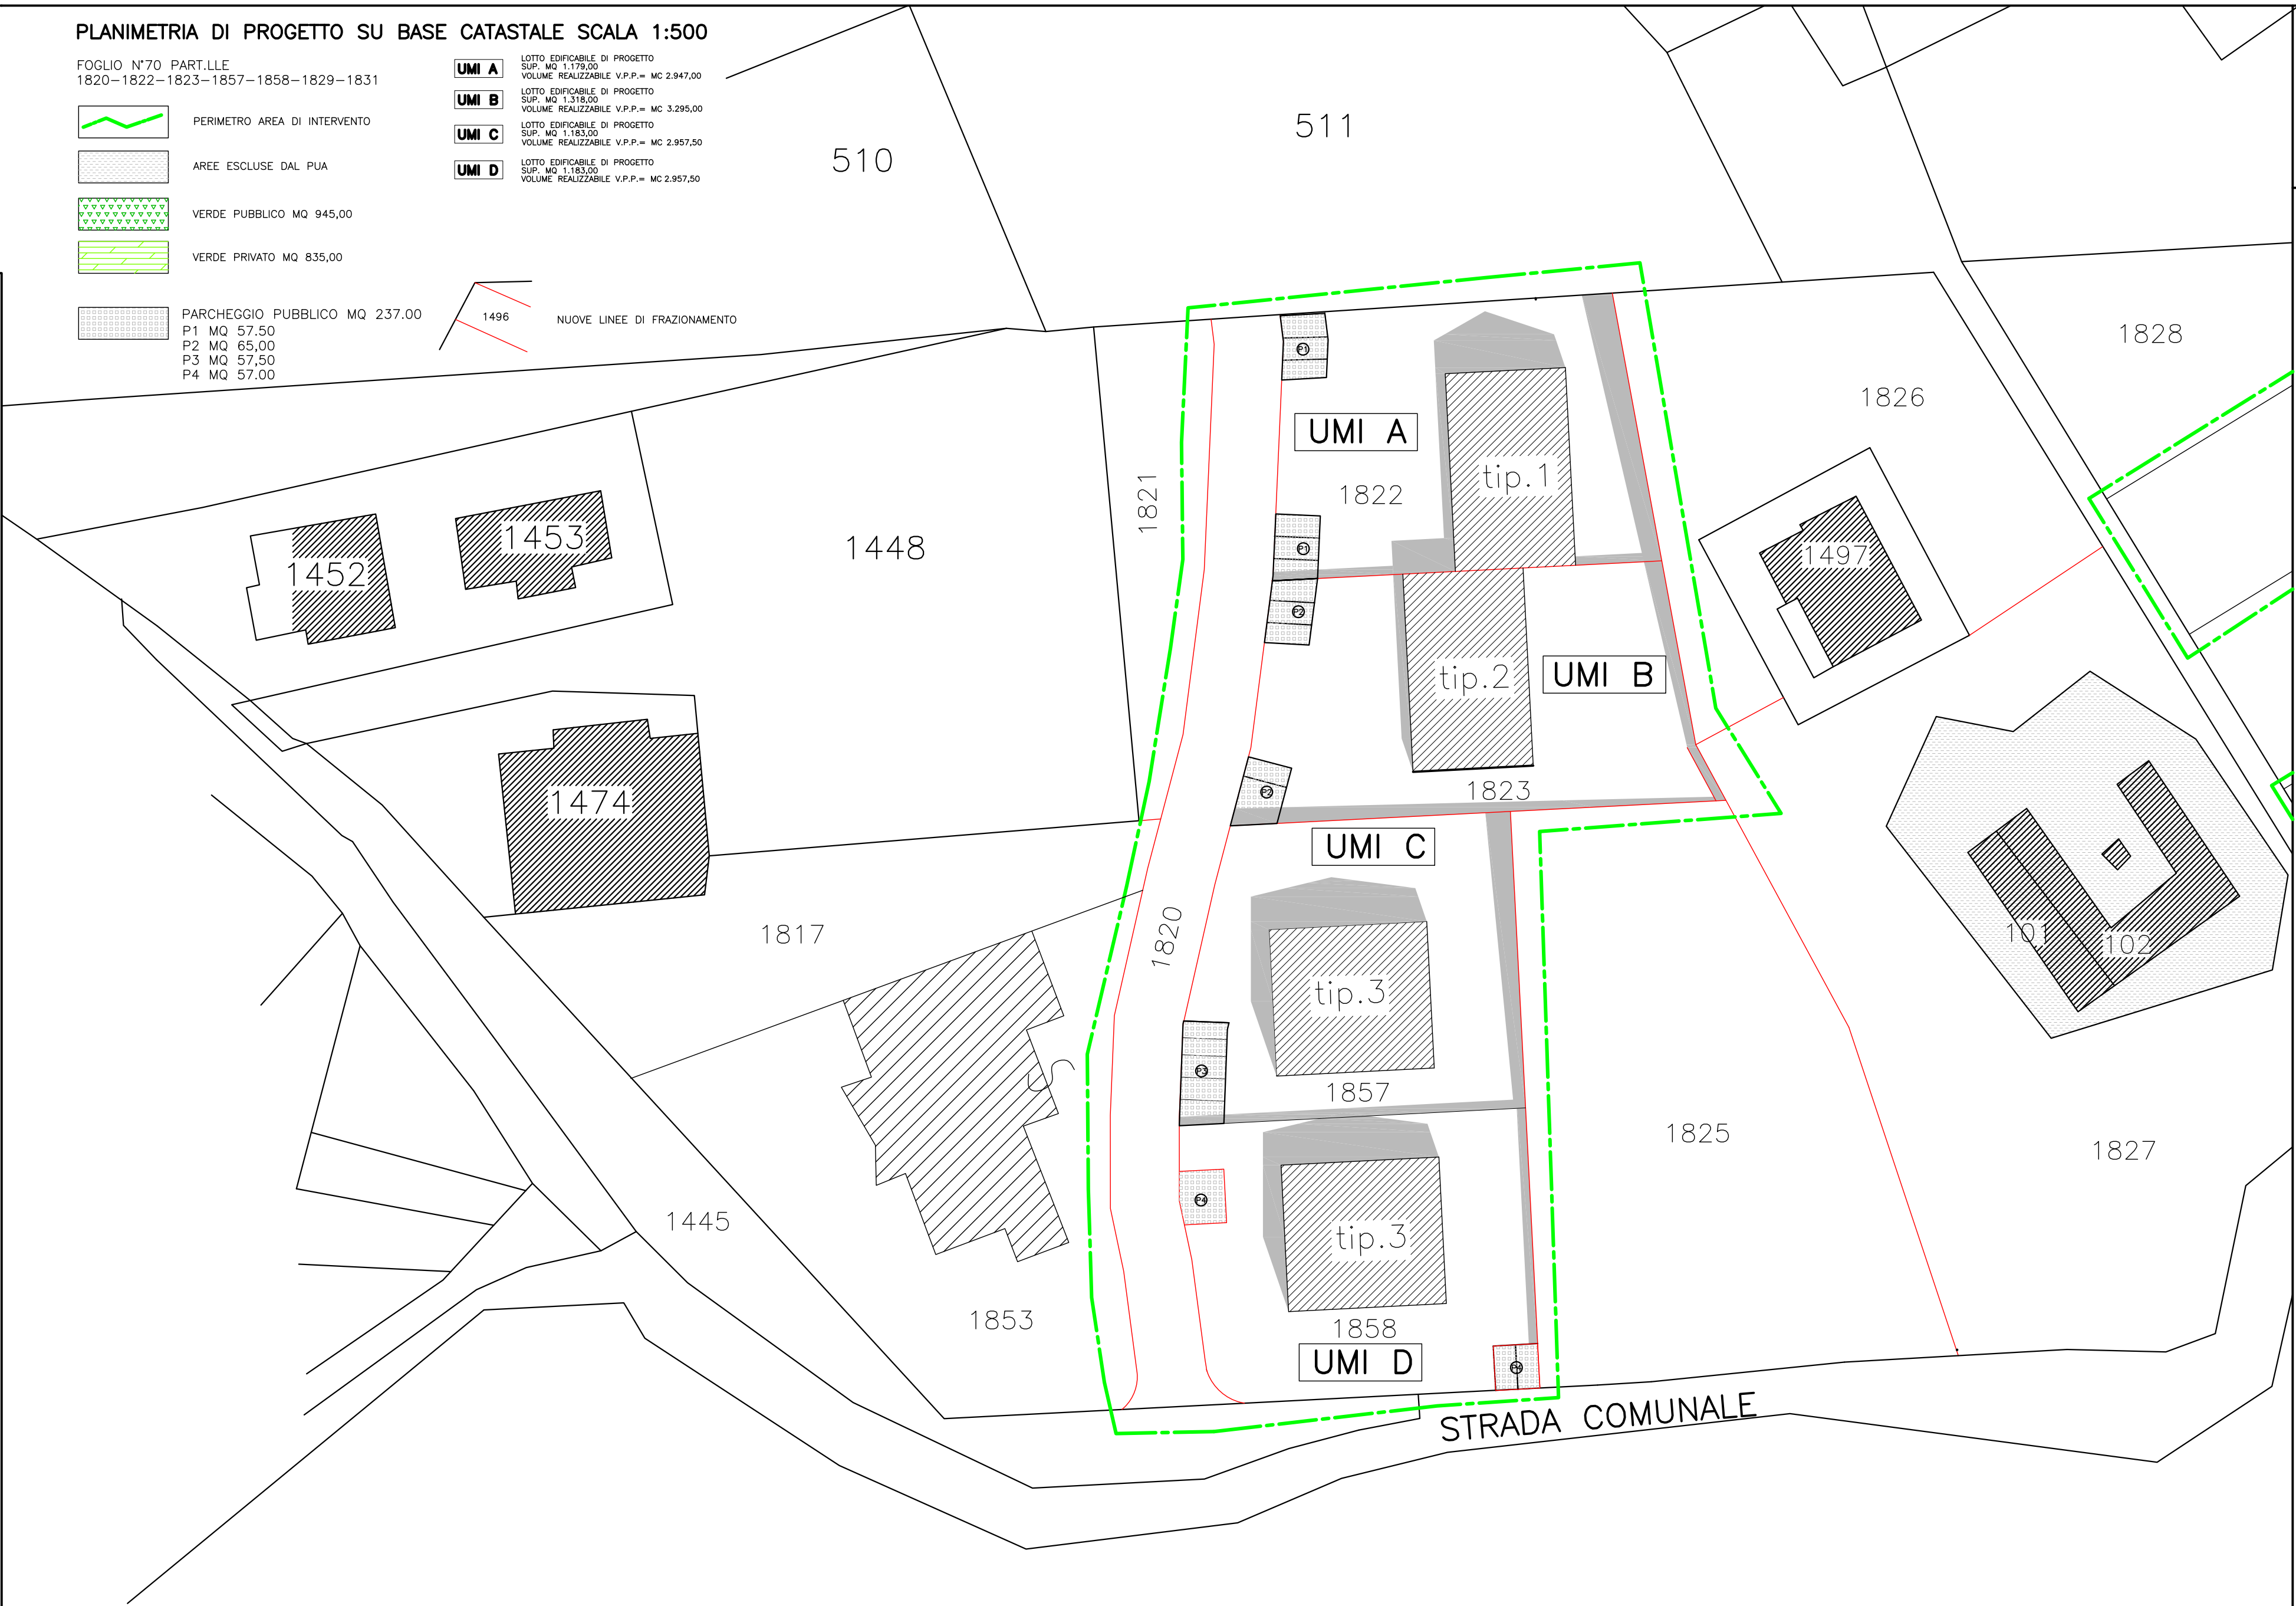 PLANIMETRIA DI PROGETTO SU BASE CATASTALE SCALA 1:500
FOGLIO N°70 PART.LLE
1820-1822-1823-1857-1858-1829-1831
PERIMETRO AREA DI INTERVENTO
AREE ESCLUSE DAL PUA
VERDE PUBBLICO MQ 945,00
VERDE PRIVATO MQ 835,00
PARCHEGGIO PUBBLICO MQ 237.00
P1 MQ 57.50
P2 MQ 65,00
P3 MQ 57,50
P4 MQ 57.00
UMI A
LOTTO EDIFICABILE DI PROGETTO
SUP. MQ 1.179,00
VOLUME REALIZZABILE V.P.P.= MC 2.947,00
UMI B
LOTTO EDIFICABILE DI PROGETTO
SUP. MQ 1.318,00
VOLUME REALIZZABILE V.P.P.= MC 3.295,00
UMI C
LOTTO EDIFICABILE DI PROGETTO
SUP. MQ 1.183,00
VOLUME REALIZZABILE V.P.P.= MC 2.957,50
UMI D
LOTTO EDIFICABILE DI PROGETTO
SUP. MQ 1.183,00
VOLUME REALIZZABILE V.P.P.= MC 2.957,50
1496
NUOVE LINEE DI FRAZIONAMENTO
510
511
1828
1826
P1
UMI A
1822
tip.1
1821
1448
1453
1452
1497
P1
P2
tip.2
UMI B
1823
P2
1474
UMI C
1817
1820
tip.3
101
102
P3
1857
S
1825
1827
P4
1445
tip.3
1853
1858
UMI D
P4
STRADA COMUNALE